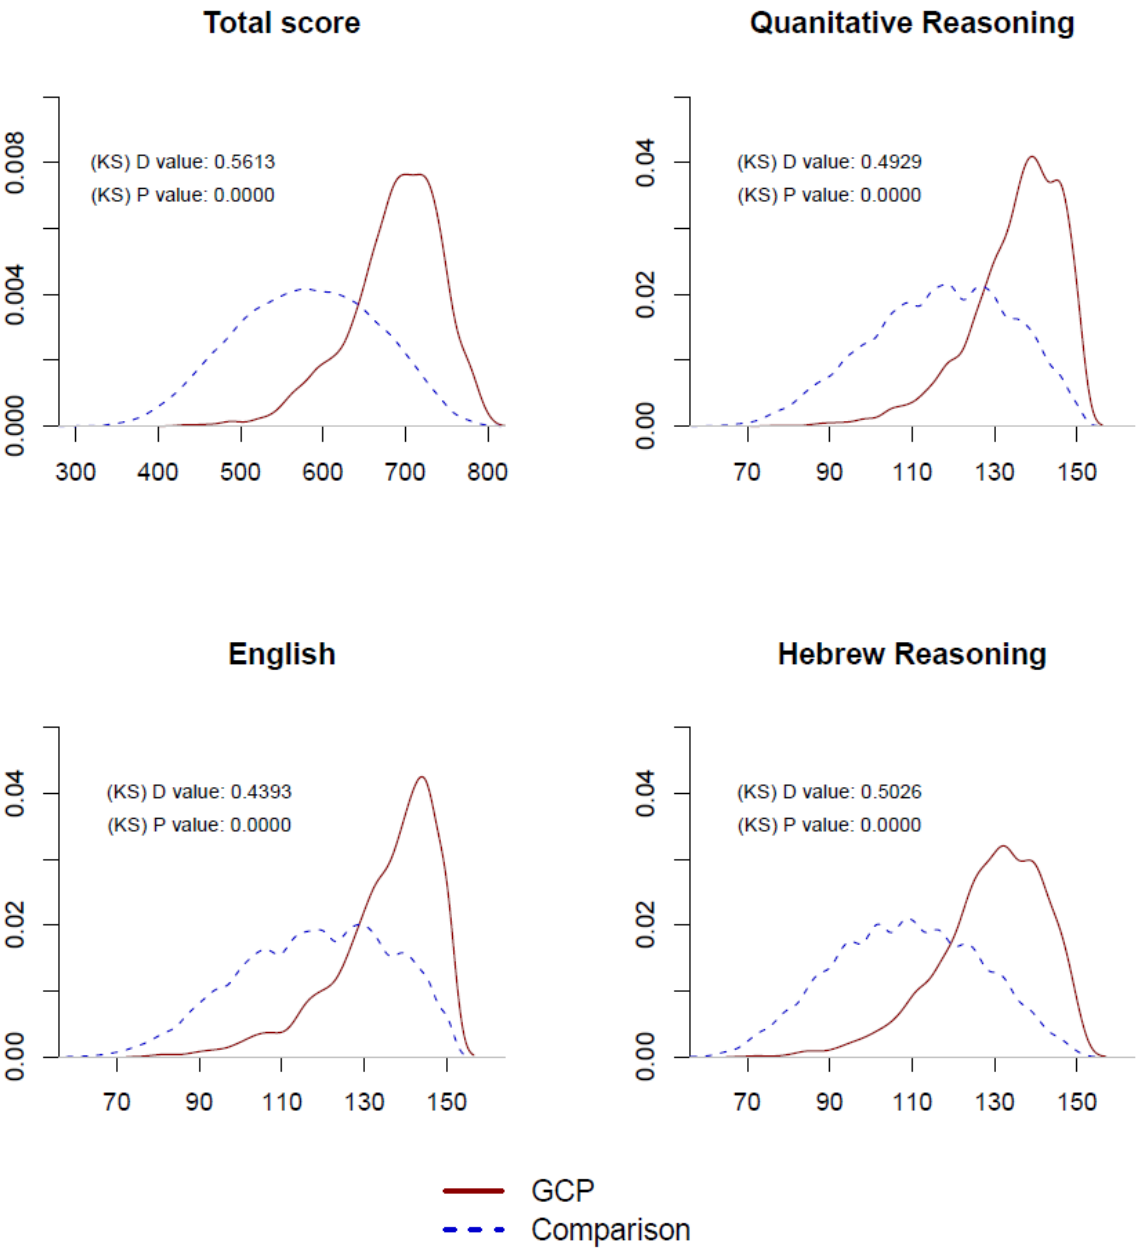 Total score
0.000
0.004
0.008
(KS) D value: 0.5613
(KS) P value: 0.0000
300 400 500 600 700 800
Quanitative Reasoning
0.00
0.02
0.04
(KS) D value: 0.4929
(KS) P value: 0.0000
70 90 110 130 150
English
0.00
0.02
0.04
(KS) D value: 0.4393
(KS) P value: 0.0000
70 90 110 130 150
Hebrew Reasoning
0.00
0.02
0.04
(KS) D value: 0.5026
(KS) P value: 0.0000
70 90 110 130 150
GCP
Comparison